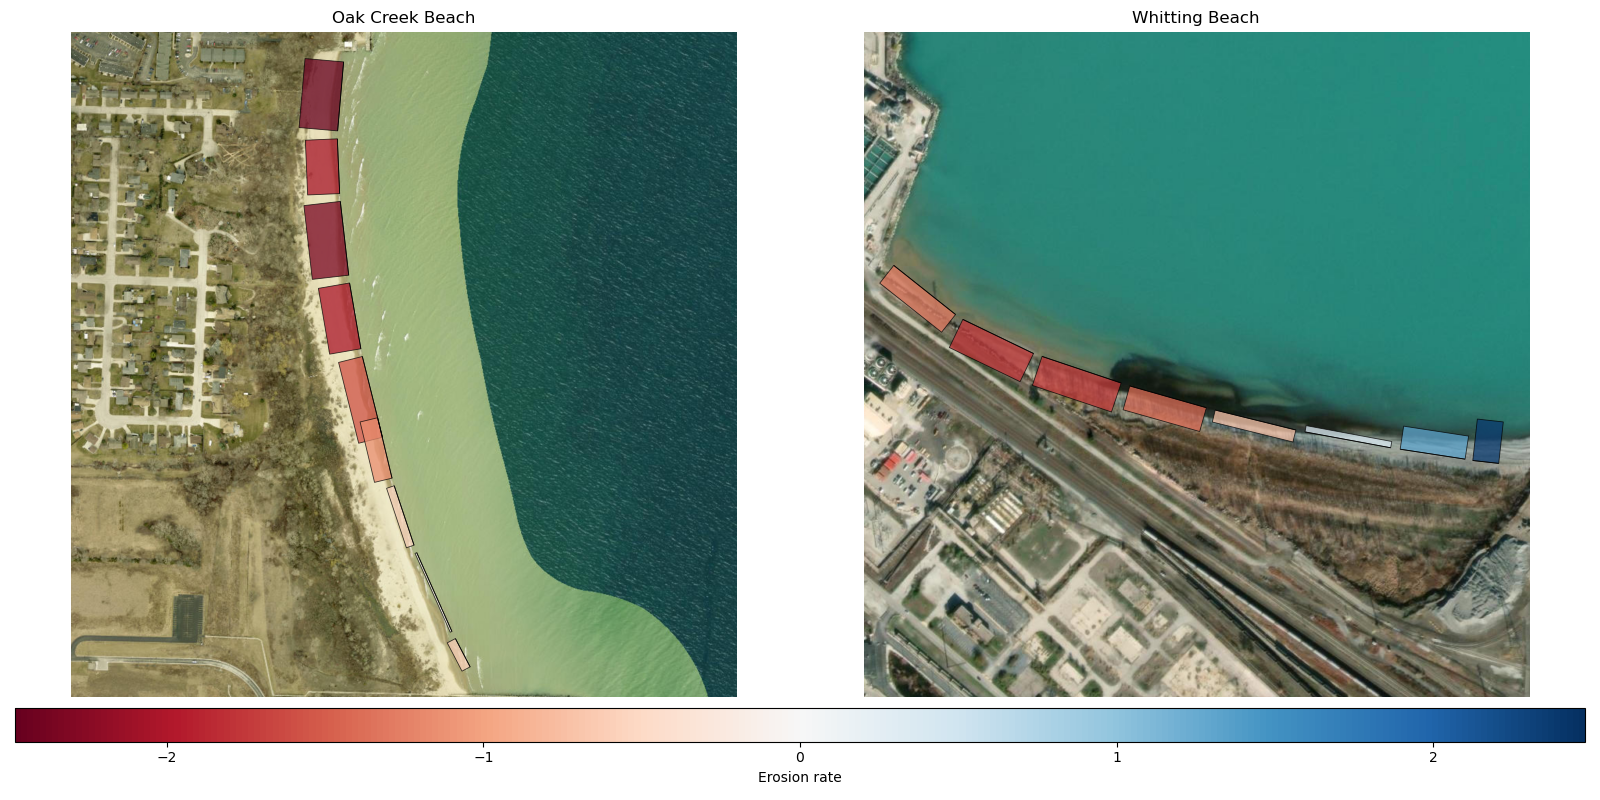 Oak Creek Beach
Whitting Beach
−2 −1 0 1 2
Erosion rate